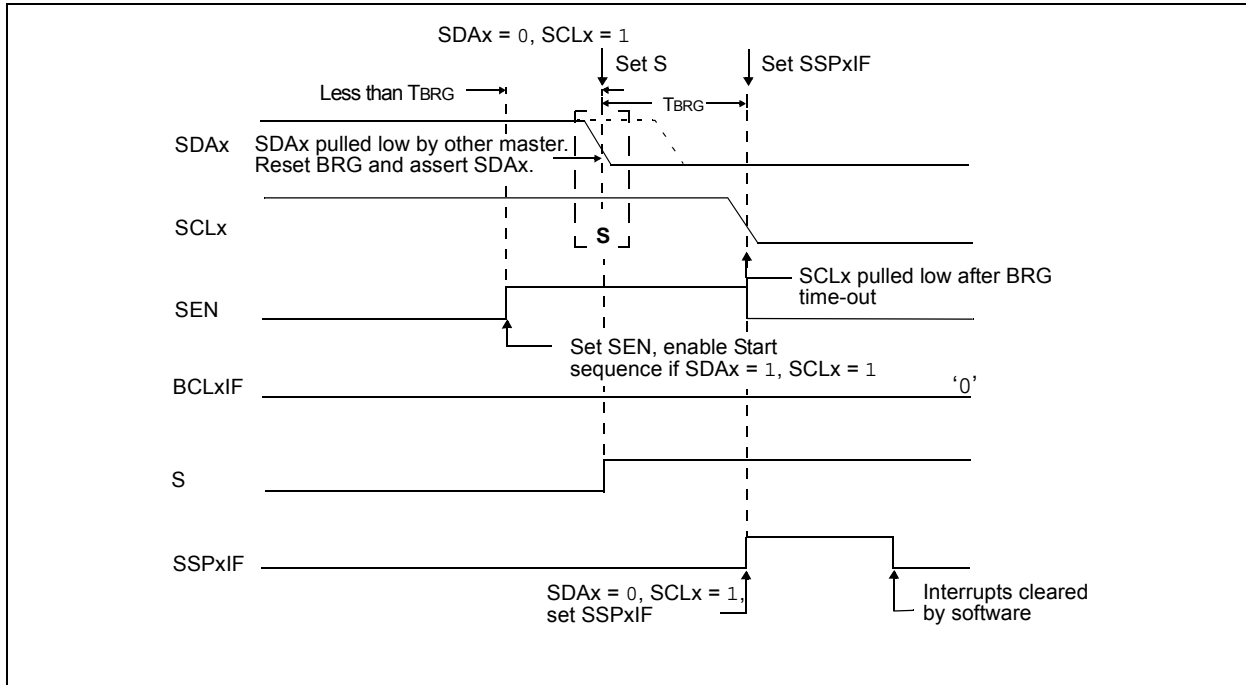 SDAx = 0, SCLx = 1
Set S
Set SSPxIF
Less than TBRG
TBRG
SDAx
SDAx pulled low by other master.
Reset BRG and assert SDAx.
SCLx
S
SCLx pulled low after BRG
time-out
SEN
Set SEN, enable Start
sequence if SDAx = 1, SCLx = 1
BCLxIF
‘0’
S
SSPxIF
SDAx = 0, SCLx = 1,
set SSPxIF
Interrupts cleared
by software